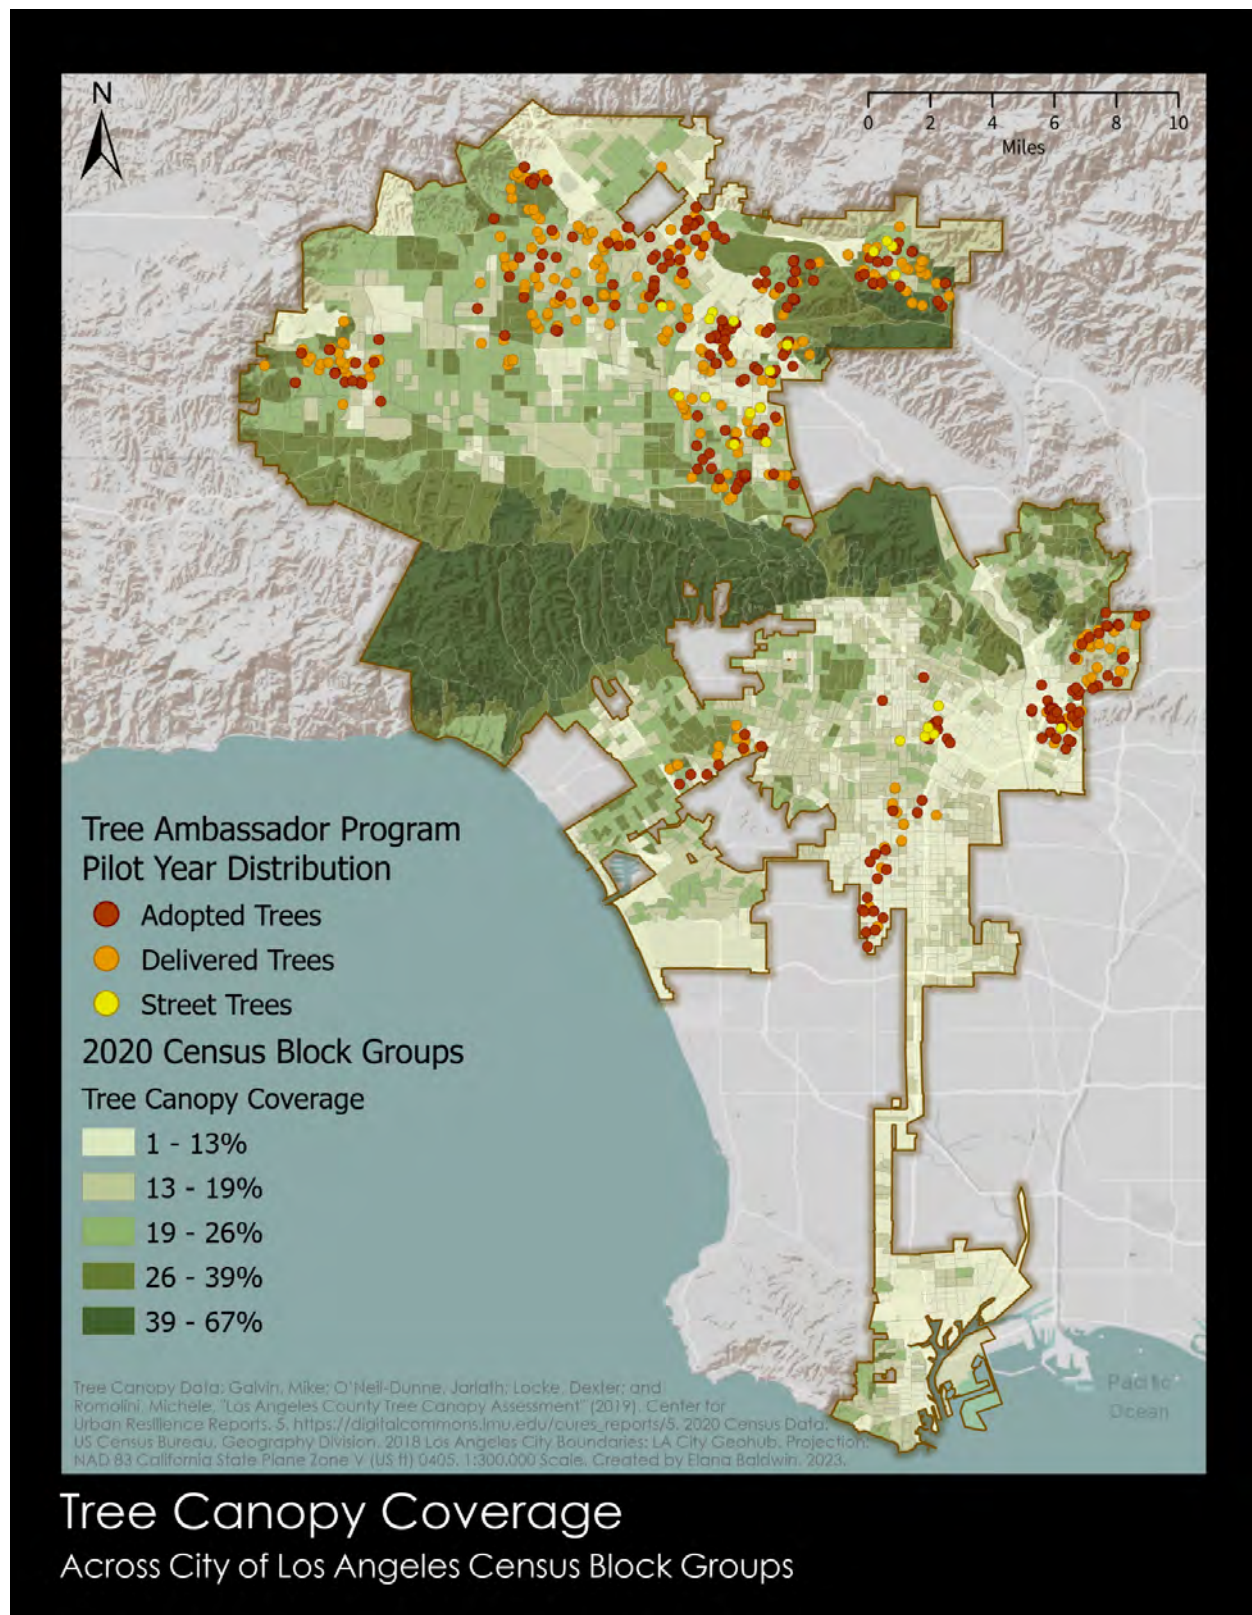 N
0 2 4 6 8 10
Miles
Tree Ambassador Program
Pilot Year Distribution
Adopted Trees
Delivered Trees
Street Trees
2020 Census Block Groups
Tree Canopy Coverage
1 - 13%
13 - 19%
19 - 26%
26 - 39%
39 - 67%
Pacific
Ocean
Tree Canopy Data: Galvin, Mike; O'Neil-Dunne, Jarlath; Locke, Dexter; and
Romolini, Michele, "Los Angeles County Tree Canopy Assessment" (2019). Center for
Urban Resilience Reports. 5. https://digitalcommons.lmu.edu/cures_reports/5. 2020 Census Data:
US Census Bureau, Geography Division. 2018 Los Angeles City Boundaries: LA City Geohub. Projection:
NAD 83 California State Plane Zone V (US ft) 0405. 1:300,000 Scale. Created by Elana Baldwin, 2023.
Tree Canopy Coverage
Across City of Los Angeles Census Block Groups